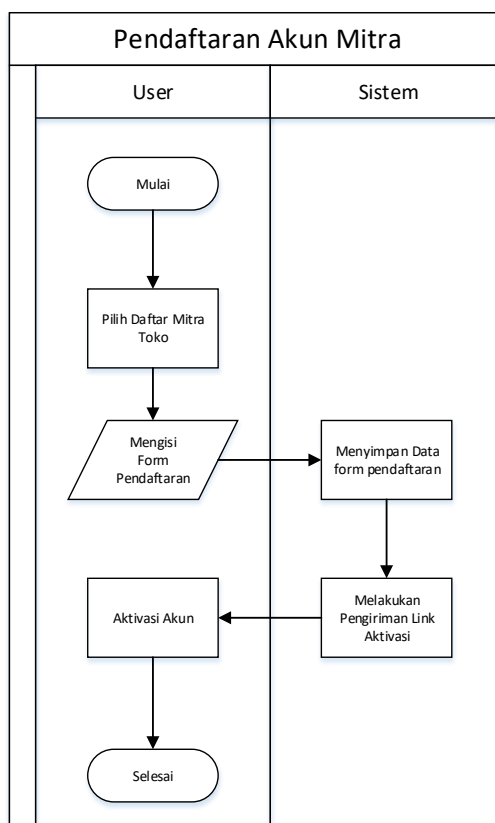 Pendaftaran Akun Mitra
User
Sistem
Mulai
Pilih Daftar Mitra
Toko
Mengisi
Form
Pendaftaran
Menyimpan Data
form pendaftaran
Melakukan
Pengiriman Link
Aktivasi
Aktivasi Akun
Selesai